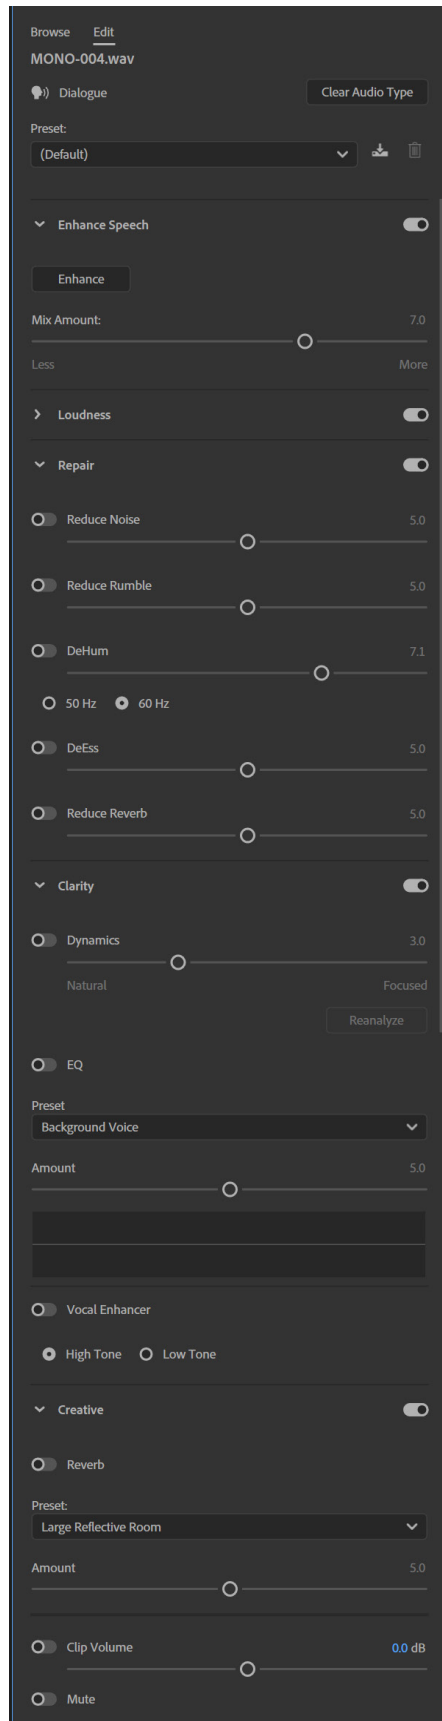 Browse Edit
MONO-004.wav
Dialogue Clear Audio Type
Preset:
(Default)
Enhance Speech
Enhance
Mix Amount: 7.0
Less More
Loudness
Repair
Reduce Noise 5.0
Reduce Rumble 5.0
DeHum 7.1
50 Hz 60 Hz
DeEss 5.0
Reduce Reverb 5.0
Clarity
Dynamics 3.0
Natural Focused
Reanalyze
EQ
Preset
Background Voice
Amount 5.0
Vocal Enhancer
High Tone Low Tone
Creative
Reverb
Preset:
Large Reflective Room
Amount 5.0
Clip Volume 0.0 dB
Mute